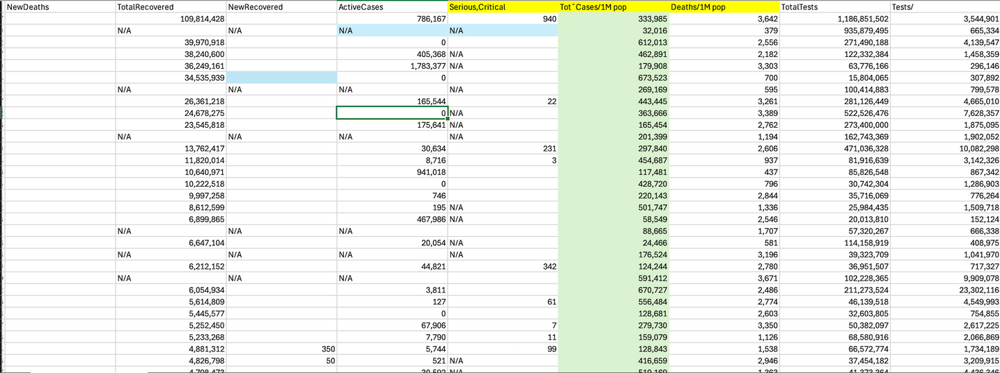 NewDeaths TotalRecovered NewRecovered ActiveCases Serious,Critical Totˇ Cases/1M pop Deaths/1M pop TotalTests Tests/
109,814,428 786,167 940 333,985 3,642 1,186,851,502 3,544,901
N/A N/A N/A N/A 32,016 379 935,879,495 665,334
39,970,918 0 612,013 2,556 271,490,188 4,139,547
38,240,600 405,368 N/A 462,891 2,182 122,332,384 1,458,359
36,249,161 1,783,377 N/A 179,908 3,303 63,776,166 296,146
34,535,939 0 673,523 700 15,804,065 307,892
N/A N/A N/A N/A 269,169 595 100,414,883 799,578
26,361,218 165,544 22 443,445 3,261 281,126,449 4,665,010
24,678,275 0 N/A 363,666 3,389 522,526,476 7,628,357
23,545,818 175,641 N/A 165,454 2,762 273,400,000 1,875,095
N/A N/A N/A N/A 201,399 1,194 162,743,369 1,902,052
13,762,417 30,634 231 297,840 2,606 471,036,328 10,082,298
11,820,014 8,716 3 454,687 937 81,916,639 3,142,326
10,640,971 941,018 117,481 437 85,826,548 867,342
10,222,518 0 428,720 796 30,742,304 1,286,903
9,997,258 746 220,143 2,844 35,716,069 776,264
8,612,599 195 N/A 501,747 1,336 25,984,435 1,509,718
6,899,865 467,986 N/A 58,549 2,546 20,013,810 152,124
N/A N/A N/A 88,665 1,707 57,320,267 666,338
6,647,104 20,054 N/A 24,466 581 114,158,919 408,975
N/A N/A N/A N/A 176,524 3,196 39,323,709 1,041,970
6,212,152 44,821 342 124,244 2,780 36,951,507 717,327
N/A N/A N/A 591,412 3,671 102,228,365 9,909,078
6,054,934 3,811 670,727 2,486 211,273,524 23,302,116
5,614,809 127 61 556,484 2,774 46,139,518 4,549,993
5,445,577 0 128,681 2,603 32,603,805 754,855
5,252,450 67,906 7 279,730 3,350 50,382,097 2,617,225
5,233,268 7,790 11 159,079 1,126 68,580,916 2,066,869
4,881,312 350 5,744 99 128,843 1,538 66,572,774 1,734,189
4,826,798 50 521 N/A 416,659 2,946 37,454,182 3,209,915